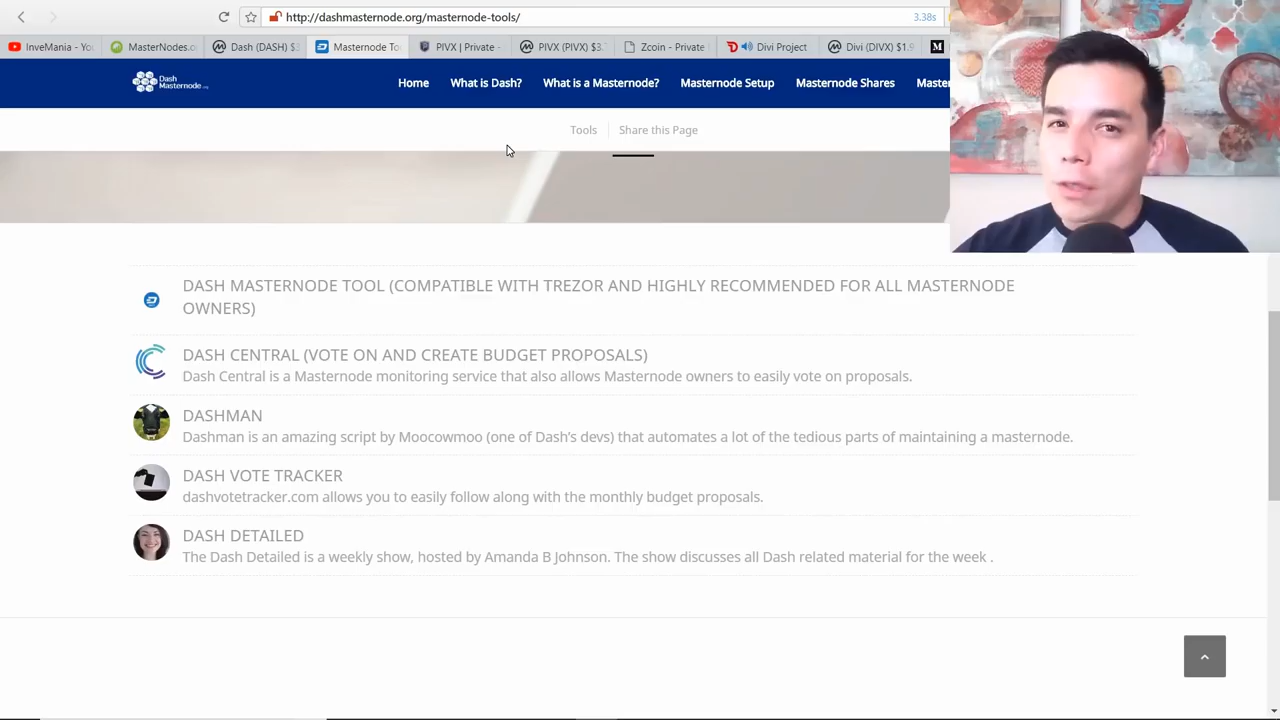 http://dashmasternode.org/masternode-tools/
3.38s
InveMania - Yo
MasterNodes.o
DASH (DASH) $3
Masternode To
PIVX | Private -
PIVX (PIVX) $3.
Zcoin - Private
Divi Project
Divi (DIVX) $1.9
M
Dash
Masternode.org
Home
What is Dash?
What is a Masternode?
Masternode Setup
Masternode Shares
Master
Tools
Share this Page
DASH MASTERNODE TOOL (COMPATIBLE WITH TREZOR AND HIGHLY RECOMMENDED FOR ALL MASTERNODE
OWNERS)
DASH CENTRAL (VOTE ON AND CREATE BUDGET PROPOSALS)
Dash Central is a Masternode monitoring service that also allows Masternode owners to easily vote on proposals.
DASHMAN
Dashman is an amazing script by Moocowmoo (one of Dash's devs) that automates a lot of the tedious parts of maintaining a masternode.
DASH VOTE TRACKER
dashvotetracker.com allows you to easily follow along with the monthly budget proposals.
DASH DETAILED
The Dash Detailed is a weekly show, hosted by Amanda B Johnson. The show discusses all Dash related material for the week .